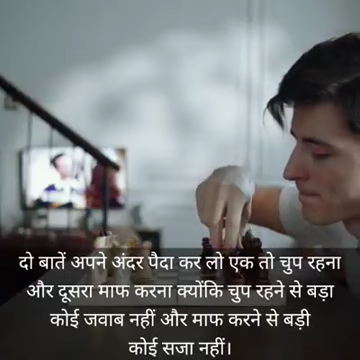 दो बातें अपने अंदर पैदा कर लो एक तो चुप रहना
और दूसरा माफ करना क्योंकि चुप रहने से बड़ा
कोई जवाब नहीं और माफ करने से बड़ी
कोई सजा नहीं।